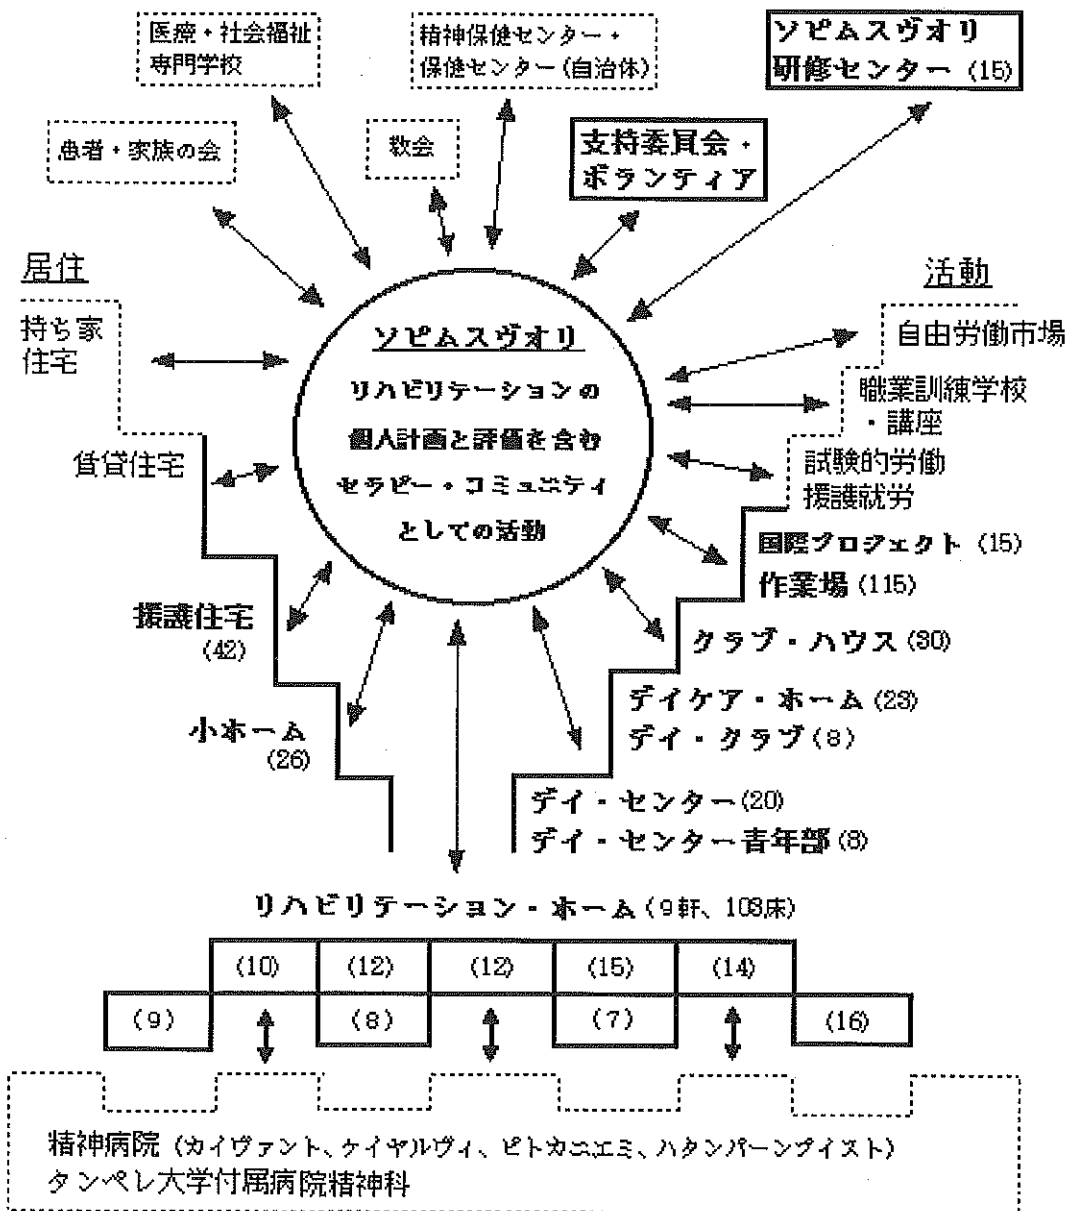 医療・社会福祉
専門学校
精神保健センター・
保健センター(自治体)
ソピムスヴオリ
研修センター (15)
患者・家族の会
教会
支持委員会・
ボランティア
居住
活動
持ち家
住宅
自由労働市場
職業訓練学校
・講座
賃貸住宅
試験的労働
援護就労
ソピムスヴオリ
リハビリテーションの
個人計画と評価を含む
セラピー・コミュニティ
としての活動
国際プロジェクト (15)
作業場 (115)
援護住宅
(42)
クラブ・ハウス (30)
小ホーム
(26)
デイケア・ホーム (23)
デイ・クラブ (8)
デイ・センター (20)
デイ・センター青年部 (8)
リハビリテーション・ホーム (9軒、103床)
(10) (12) (12) (15) (14)
(9) (8) (7) (16)
精神病院 (カイヴァント、ケイヤルヴィ、ピトカニエミ、ハタンパーンヴイスト)
タンペレ大学付属病院精神科